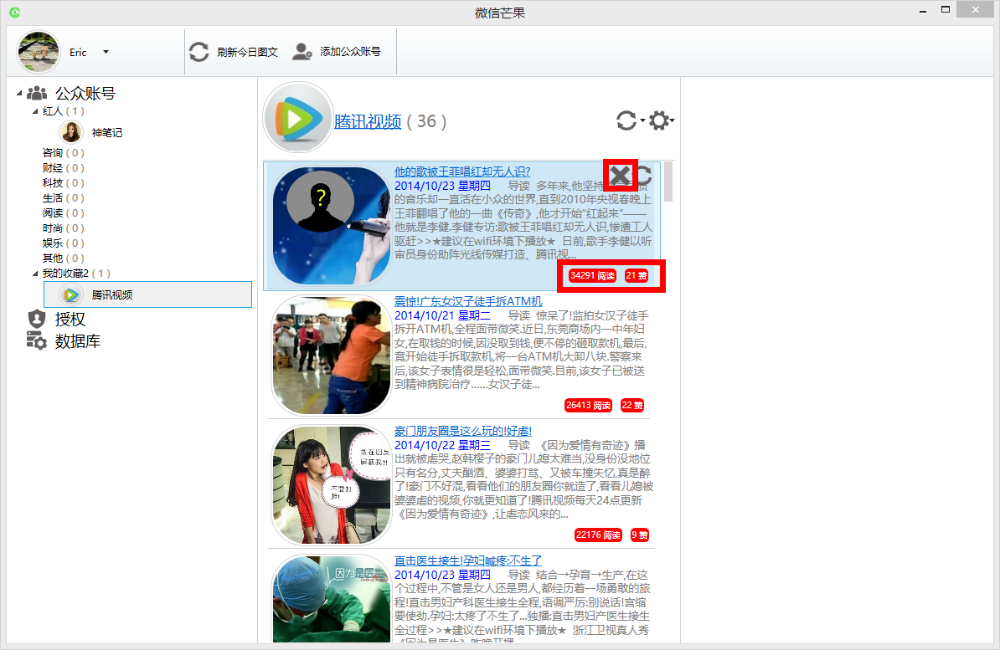 微信芒果
Eric
刷新今日图文
添加公众账号
公众账号
红人 ( 1 )
神笔记
咨询 ( 0 )
财经 ( 0 )
科技 ( 0 )
生活 ( 0 )
阅读 ( 0 )
时尚 ( 0 )
娱乐 ( 0 )
其他 ( 0 )
我的收藏2 ( 1 )
腾讯视频
授权
数据库
腾讯视频 ( 36 )
他的歌被王菲唱红却无人识?
2014/10/23 星期四 导读 多年来,他坚持
的音乐却一直活在小众的世界,直到2010年央视春晚上
王菲翻唱了他的一曲《传奇》,他才开始“红起来”——
他就是李健.李健专访:歌被王菲唱红却无人识,惨遭工人
驱赶>>★建议在wifi环境下播放★ 日前,歌手李健以听
审员身份助阵光线传媒打造、腾讯视...
34291 阅读 21 赞
震惊!广东女汉子徒手拆ATM机
2014/10/21 星期二 导读 惊呆了!监拍女汉子徒手
拆开ATM机,全程面带微笑.近日,东莞商场内一中年妇
女,在取钱的时候,因没取到钱,便不停的砸取款机,最后,
竟开始徒手拆取款机,将一台ATM机大卸八块.警察来
后,该女子表情很是轻松,面带微笑.目前,该女子已被送
到精神病院治疗......女汉子徒...
26413 阅读 22 赞
豪门朋友圈是这么玩的!好虐!
敢在朋友
屏蔽我?!
不要打
脸!
2014/10/22 星期三 导读 《因为爱情有奇迹》播
出就被虐哭,赵韩樱子的豪门儿媳太难当,没身份没地位
只有名分,丈夫酗酒、婆婆打骂、又被车撞失忆,真是醉
了!豪门不好混,看看他们的朋友圈你就造了,看看儿媳被
婆婆虐的视频,你就更知道了!腾讯视频每天24点更新
《因为爱情有奇迹》,让虐恋风来的...
22176 阅读 9 赞
直击医生接生!孕妇喊疼:不生了
因为是医生
2014/10/23 星期四 导读 结合→孕育→生产,在这
个过程中,不管是女人还是男人,都经历着一场勇敢的旅
程!直击男妇产科医生接生全程,语调严厉:别说话!宫缩
要使劲.孕妇:太疼了不生了...独播:直击男妇产医生接生
全过程>>★建议在wifi环境下播放★ 浙江卫视真人秀
《因为是医生》昨晚开播